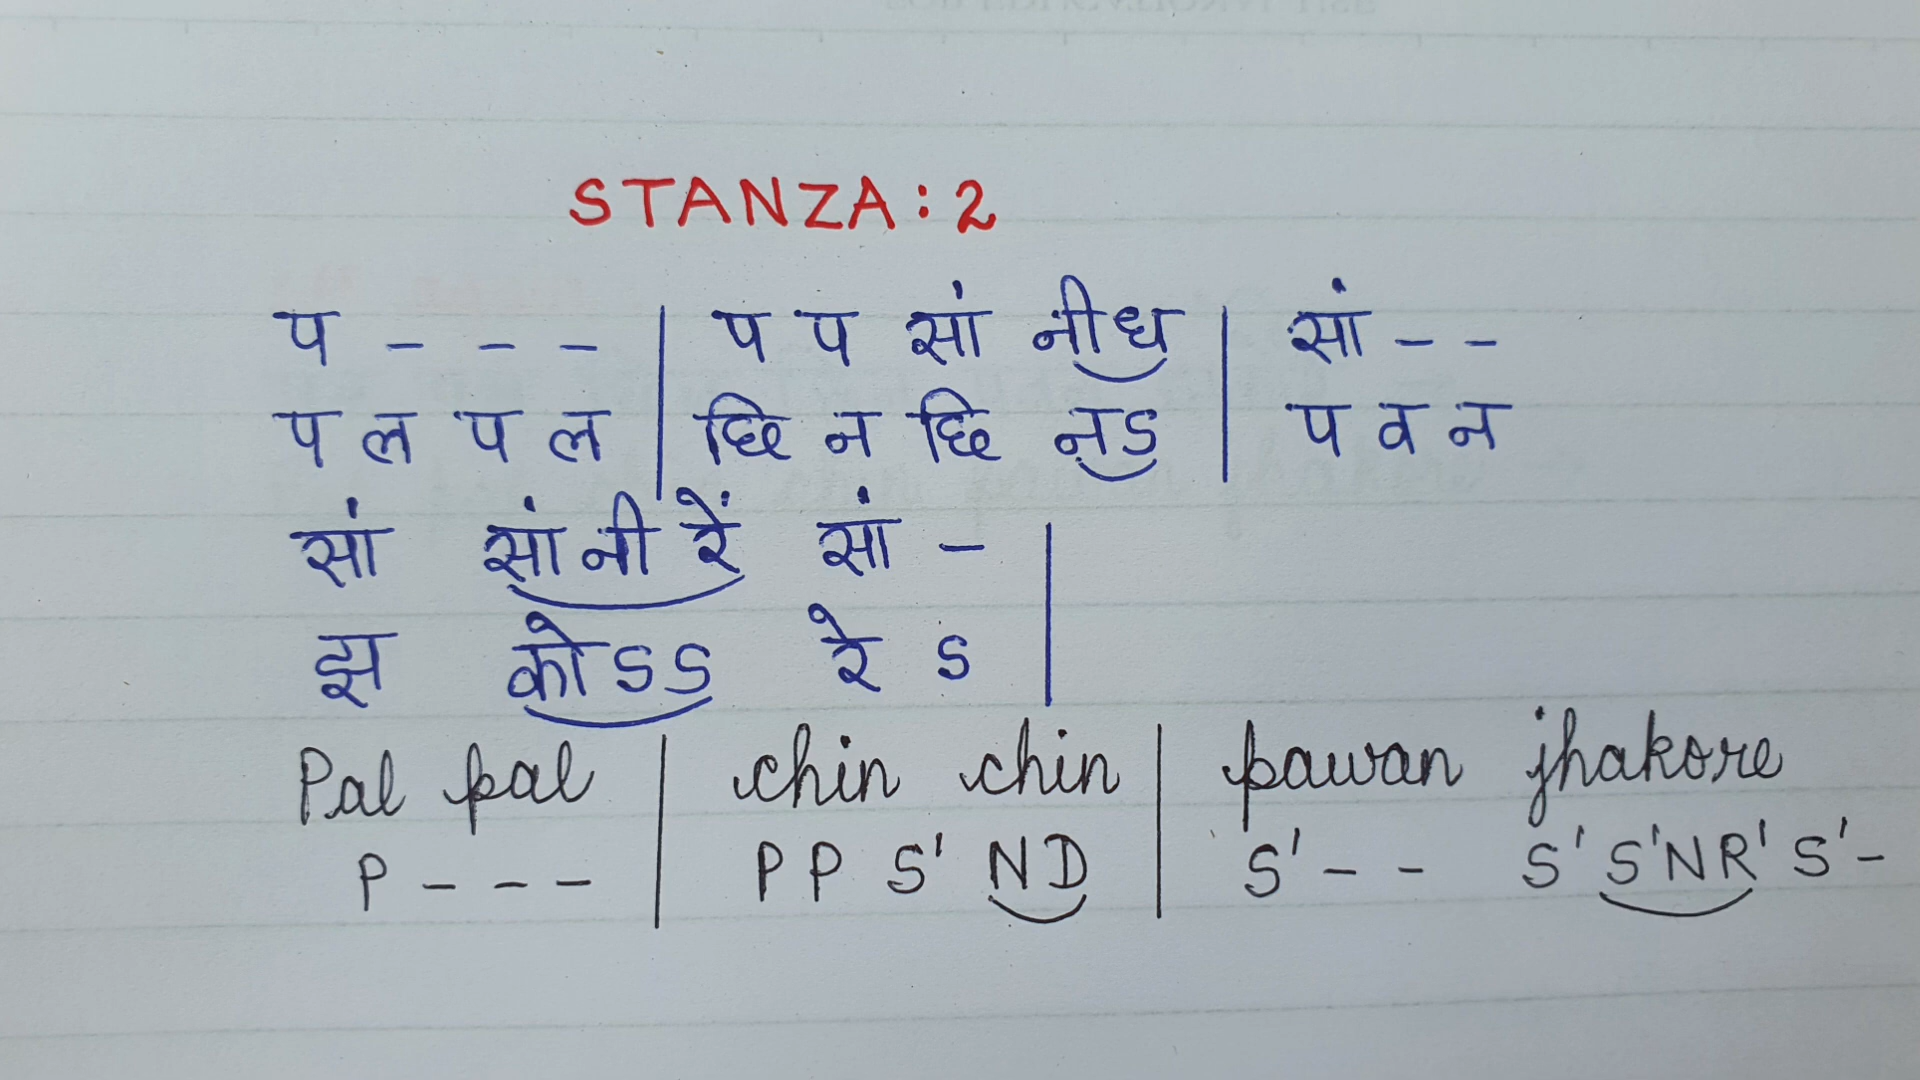 STANZA : 2
प - - - | प प सां नीध | सां - -
प ल प ल | छि न छि नऽ | प व न
सां सांनीरें सां - |
झ कोऽऽ रे ऽ |
Pal pal | chin chin | pawan jhakore
P - - - | P P S' ND | S' - - S' S'NR' S' -